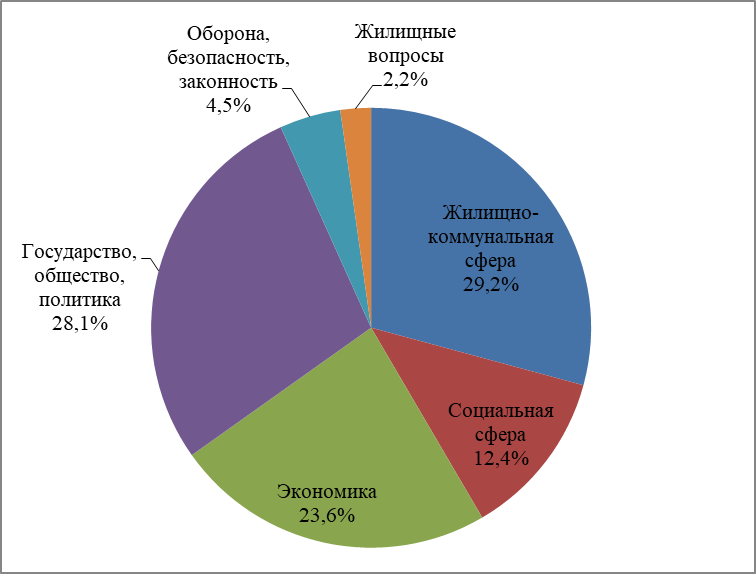 Оборона,
безопасность,
законность
4,5%
Жилищные
вопросы
2,2%
Жилищно-
коммунальная
сфера
29,2%
Государство,
общество,
политика
28,1%
Социальная
сфера
12,4%
Экономика
23,6%